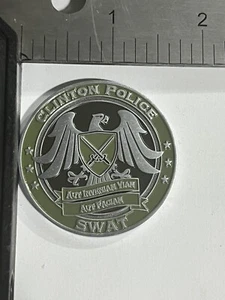 1 2
CLINTON POLICE
AUT INVENIAM VIAM
AUT FACIAM
SWAT